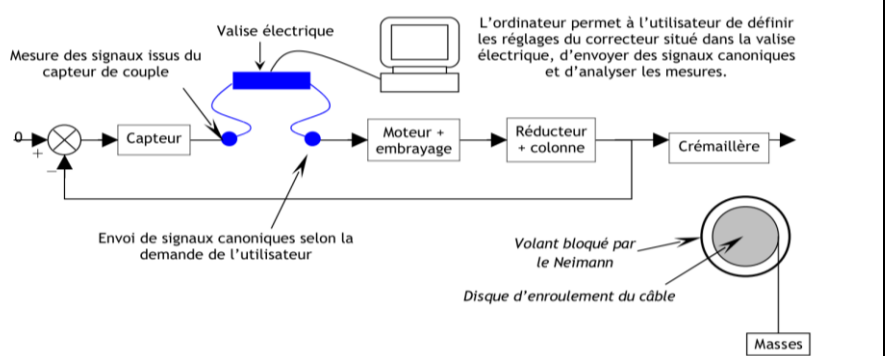 Valise électrique
L'ordinateur permet à l'utilisateur de définir
les réglages du correcteur situé dans la valise
électrique, d'envoyer des signaux canoniques
et d'analyser les mesures.
Mesure des signaux issus du
capteur de couple
0
+
−
Capteur
Moteur +
embrayage
Réducteur
+ colonne
Crémaillère
Envoi de signaux canoniques selon la
demande de l'utilisateur
Volant bloqué par
le Neimann
Disque d'enroulement du câble
Masses